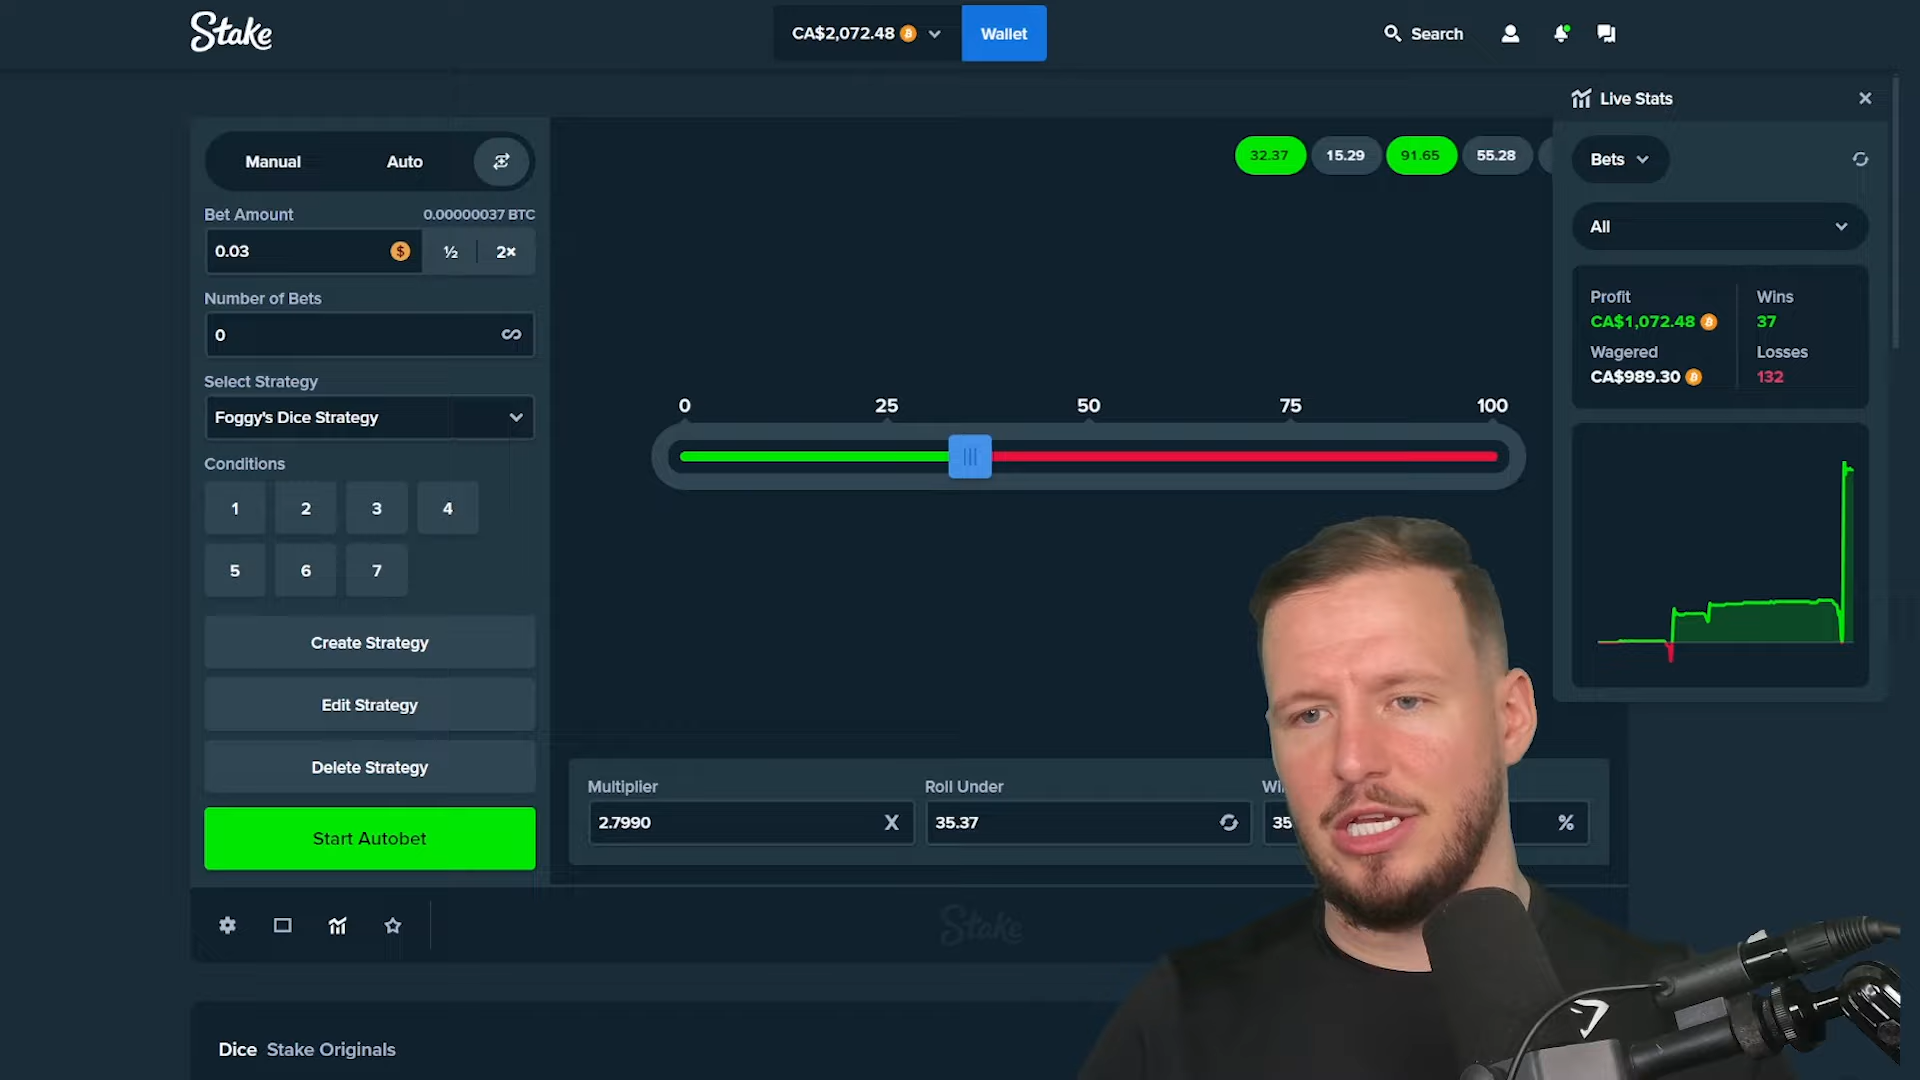 Stake
CA$2,072.48
Wallet
Search
Live Stats
Manual
Auto
32.37
15.29
91.65
55.28
Bets
Bet Amount
0.00000037 BTC
0.03
½
2×
All
Number of Bets
0
Profit
Wins
CA$1,072.48
37
Wagered
Losses
CA$989.30
132
Select Strategy
Foggy's Dice Strategy
0
25
50
75
100
Conditions
1
2
3
4
5
6
7
Create Strategy
Edit Strategy
Delete Strategy
Start Autobet
Multiplier
Roll Under
2.7990
35.37
35
%
Stake
Dice Stake Originals